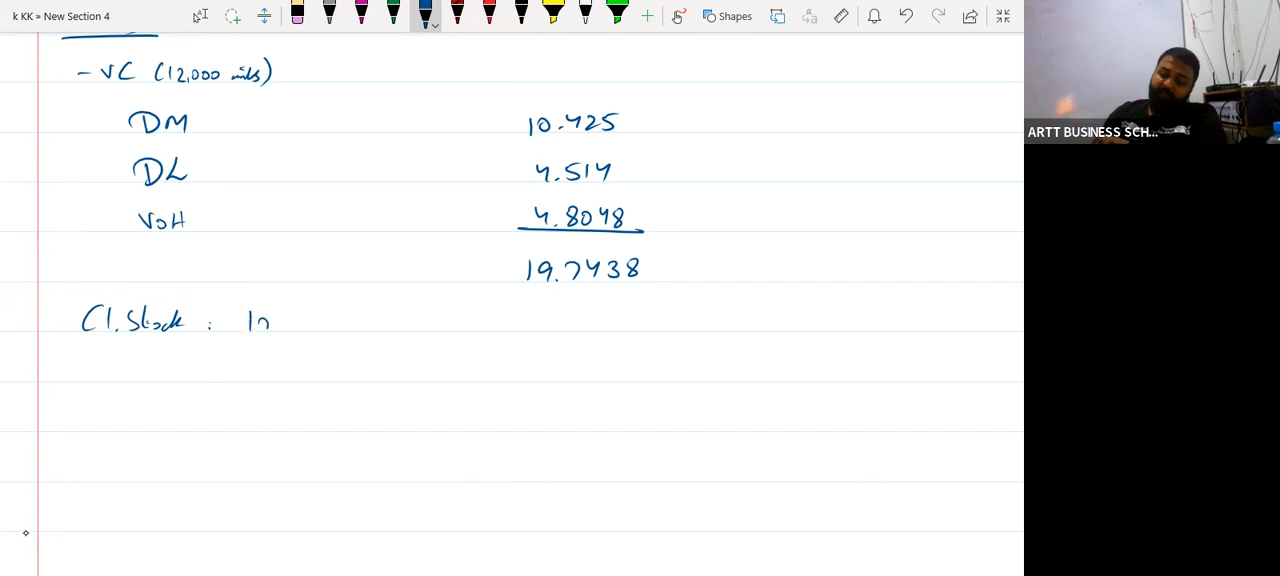 k KK » New Section 4
Shapes
ARTT BUSINESS SCH...
- VC (12,000 units)
DM 10.425
DL 4.514
VOH 4.8048
19.7438
Cl. Stock :